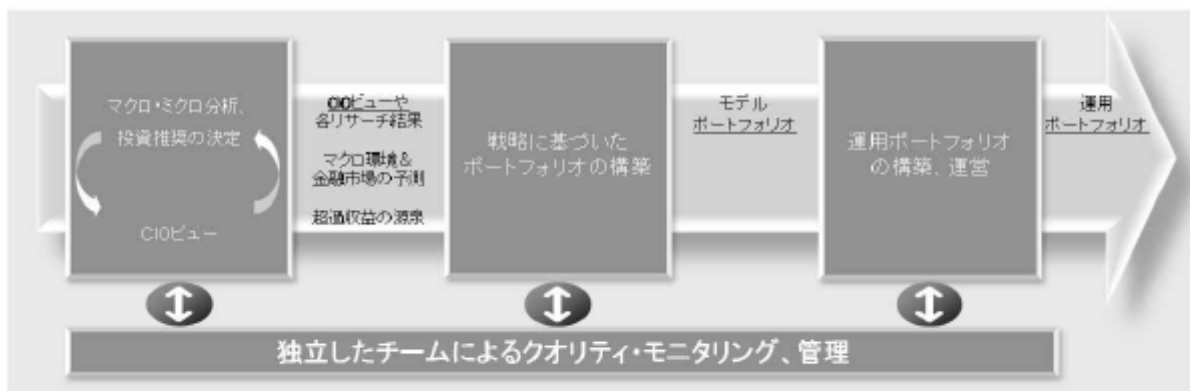 マクロ・ミクロ分析、
投資推奨の決定
CIOビュー
CIOビューや
各リサーチ結果
マクロ環境&
金融市場の予測
超過収益の源泉
戦略に基づいた
ポートフォリオの構築
モデル
ポートフォリオ
運用ポートフォリオ
の構築、運営
運用
ポートフォリオ
独立したチームによるクオリティ・モニタリング、管理